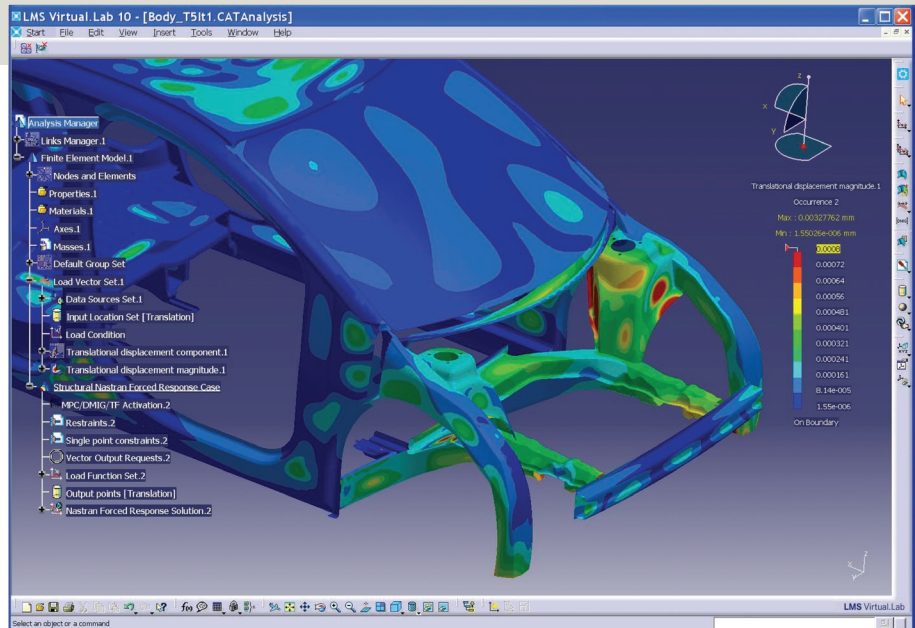 LMS Virtual.Lab 10 - [Body_T5It1.CATAnalysis]
Start File Edit View Insert Tools Window Help
Analysis Manager
Links Manager.1
Finite Element Model.1
Nodes and Elements
Properties.1
Materials.1
Axes.1
Masses.1
Default Group Set
Load Vector Set.1
Data Sources Set.1
Input Location Set [Translation]
Load Condition
Translational displacement component.1
Translational displacement magnitude.1
Structural Nastran Forced Response Case
MPC/DMIG/TF Activation.2
Restraints.2
Single point constraints.2
Vector Output Requests.2
Load Function Set.2
Output points [Translation]
Nastran Forced Response Solution.2
z
x
y
Translational displacement magnitude.1
Occurrence 2
Max : 0.00327762 mm
Min : 1.55026e-006 mm
0.0008
0.00072
0.00064
0.00056
0.000481
0.000401
0.000321
0.000241
0.000161
8.14e-005
1.55e-006
On Boundary
z
x
y
LMS Virtual.Lab
Select an object or a command